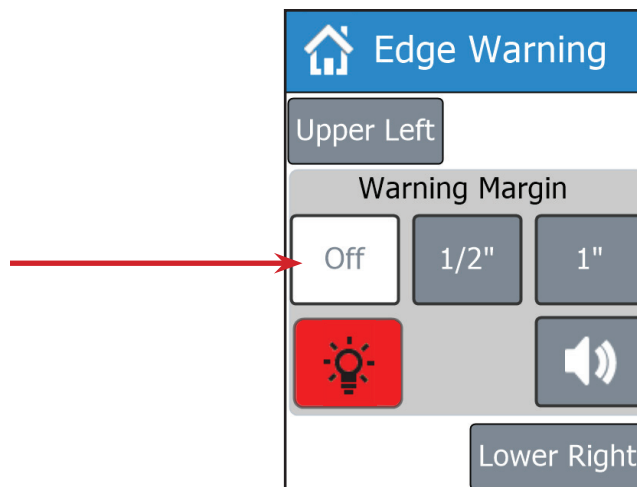 Edge Warning
Upper Left
Warning Margin
Off 1/2" 1"
Lower Right